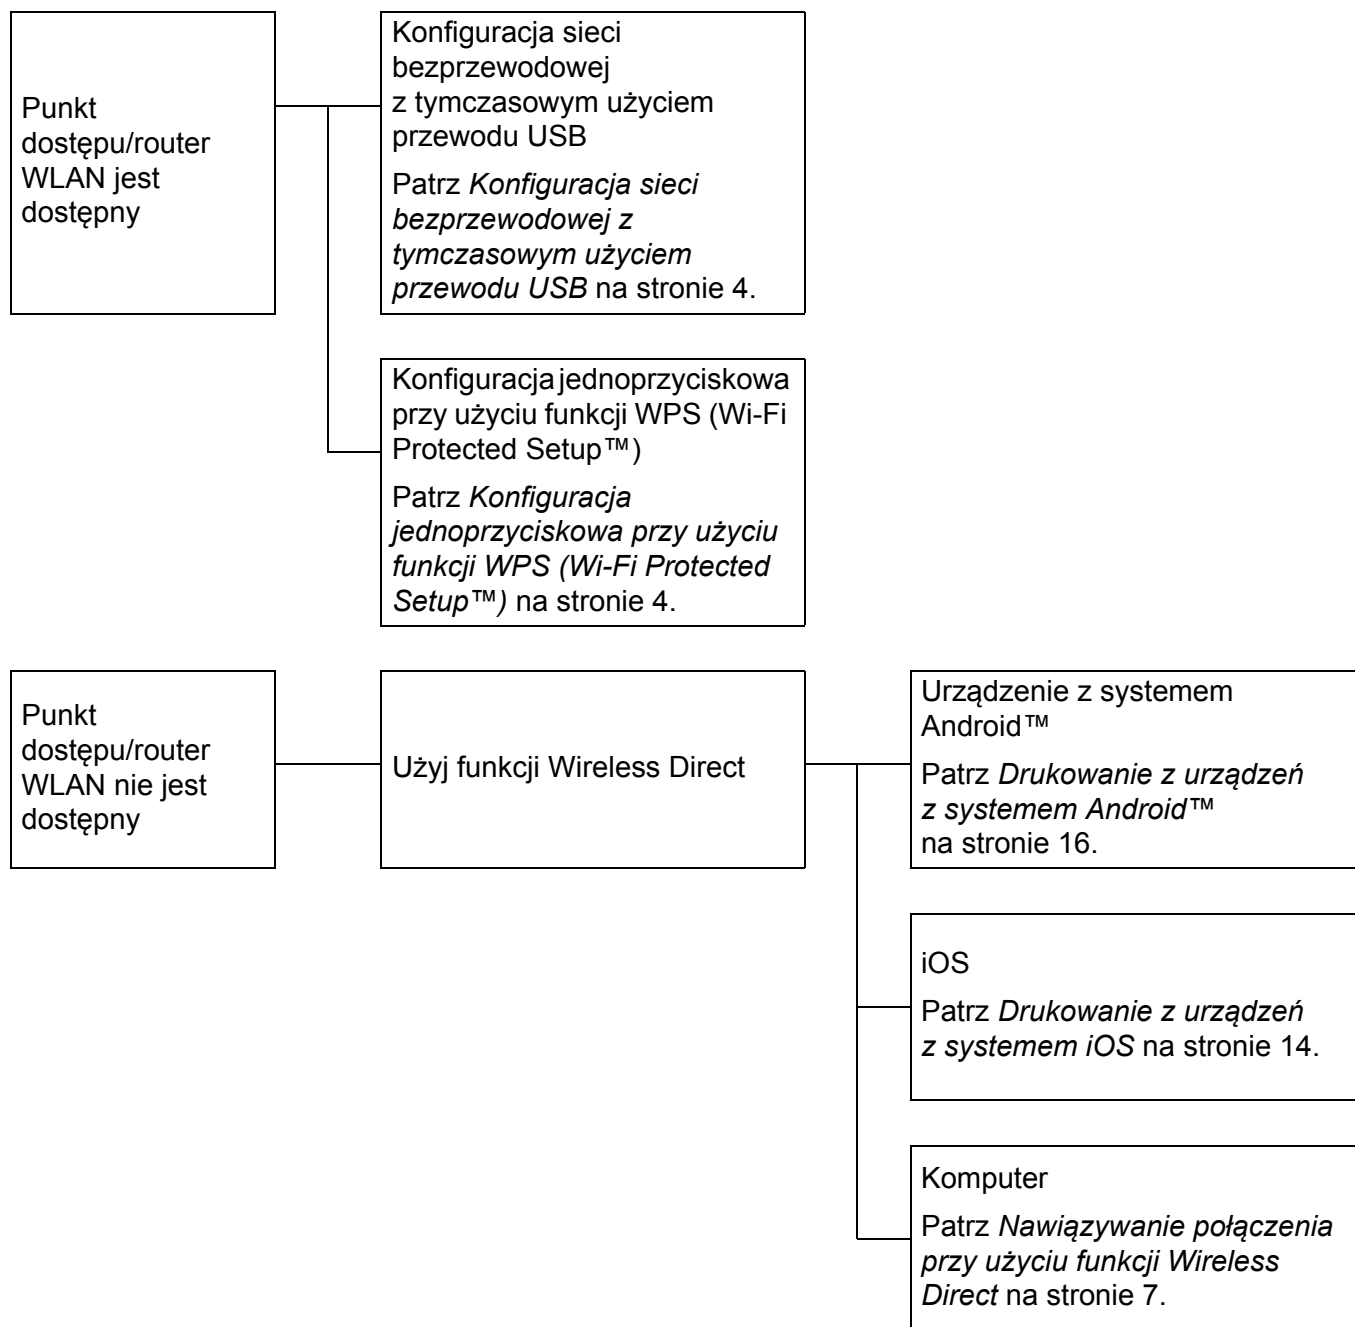 Punkt
dostępu/router
WLAN jest
dostępny
Konfiguracja sieci
bezprzewodowej
z tymczasowym użyciem
przewodu USB
Patrz Konfiguracja sieci
bezprzewodowej z
tymczasowym użyciem
przewodu USB na stronie 4.
Konfiguracja jednoprzyciskowa
przy użyciu funkcji WPS (Wi-Fi
Protected Setup™)
Patrz Konfiguracja
jednoprzyciskowa przy użyciu
funkcji WPS (Wi-Fi Protected
Setup™) na stronie 4.
Punkt
dostępu/router
WLAN nie jest
dostępny
Użyj funkcji Wireless Direct
Urządzenie z systemem
Android™
Patrz Drukowanie z urządzeń
z systemem Android™
na stronie 16.
iOS
Patrz Drukowanie z urządzeń
z systemem iOS na stronie 14.
Komputer
Patrz Nawiązywanie połączenia
przy użyciu funkcji Wireless
Direct na stronie 7.